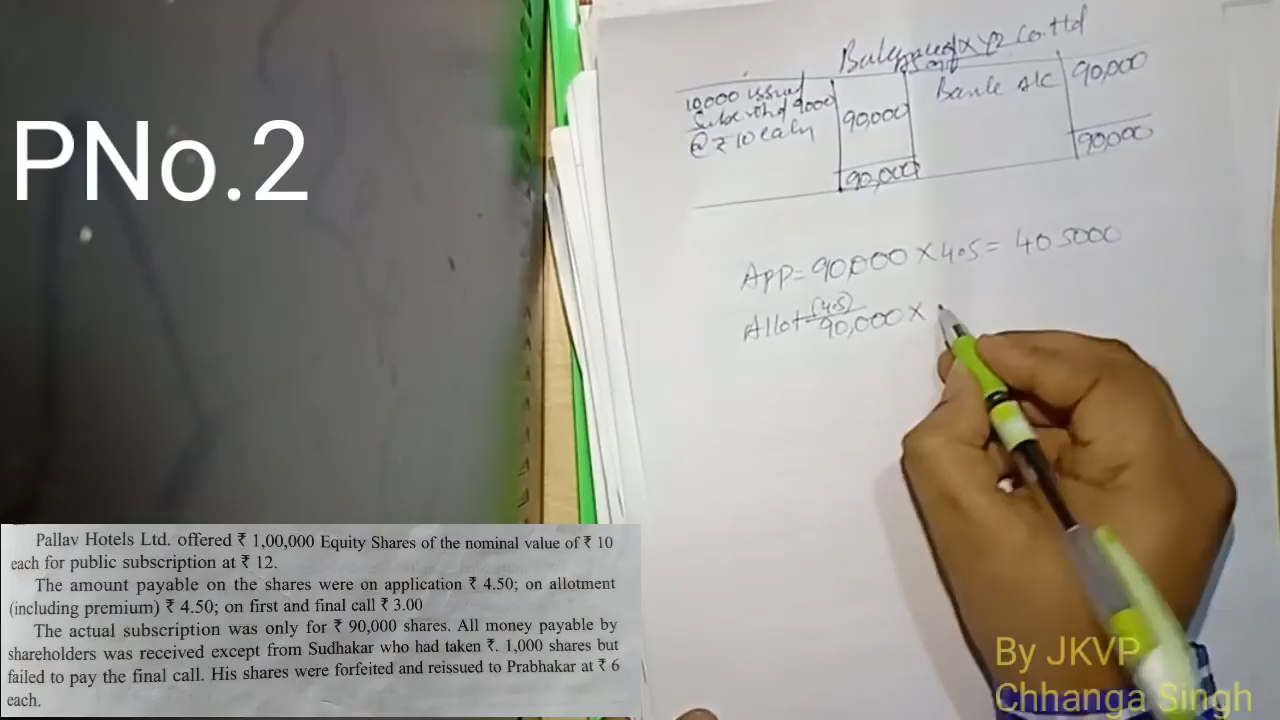 PNo.2
Co. Ltd
10,000 issued
Subscribed 9000
@ ₹ 10 each
90,000
90,000
Bank A/c
90,000
90,000
App = 90,000 × 4.5 = 405000
(4.5)
Allot = 90,000 ×
Pallav Hotels Ltd. offered ₹ 1,00,000 Equity Shares of the nominal value of ₹ 10
each for public subscription at ₹ 12.
The amount payable on the shares were on application ₹ 4.50; on allotment
(including premium) ₹ 4.50; on first and final call ₹ 3.00
The actual subscription was only for ₹ 90,000 shares. All money payable by
shareholders was received except from Sudhakar who had taken ₹. 1,000 shares but
failed to pay the final call. His shares were forfeited and reissued to Prabhakar at ₹ 6
each.
By JKVP
Chhanga Singh